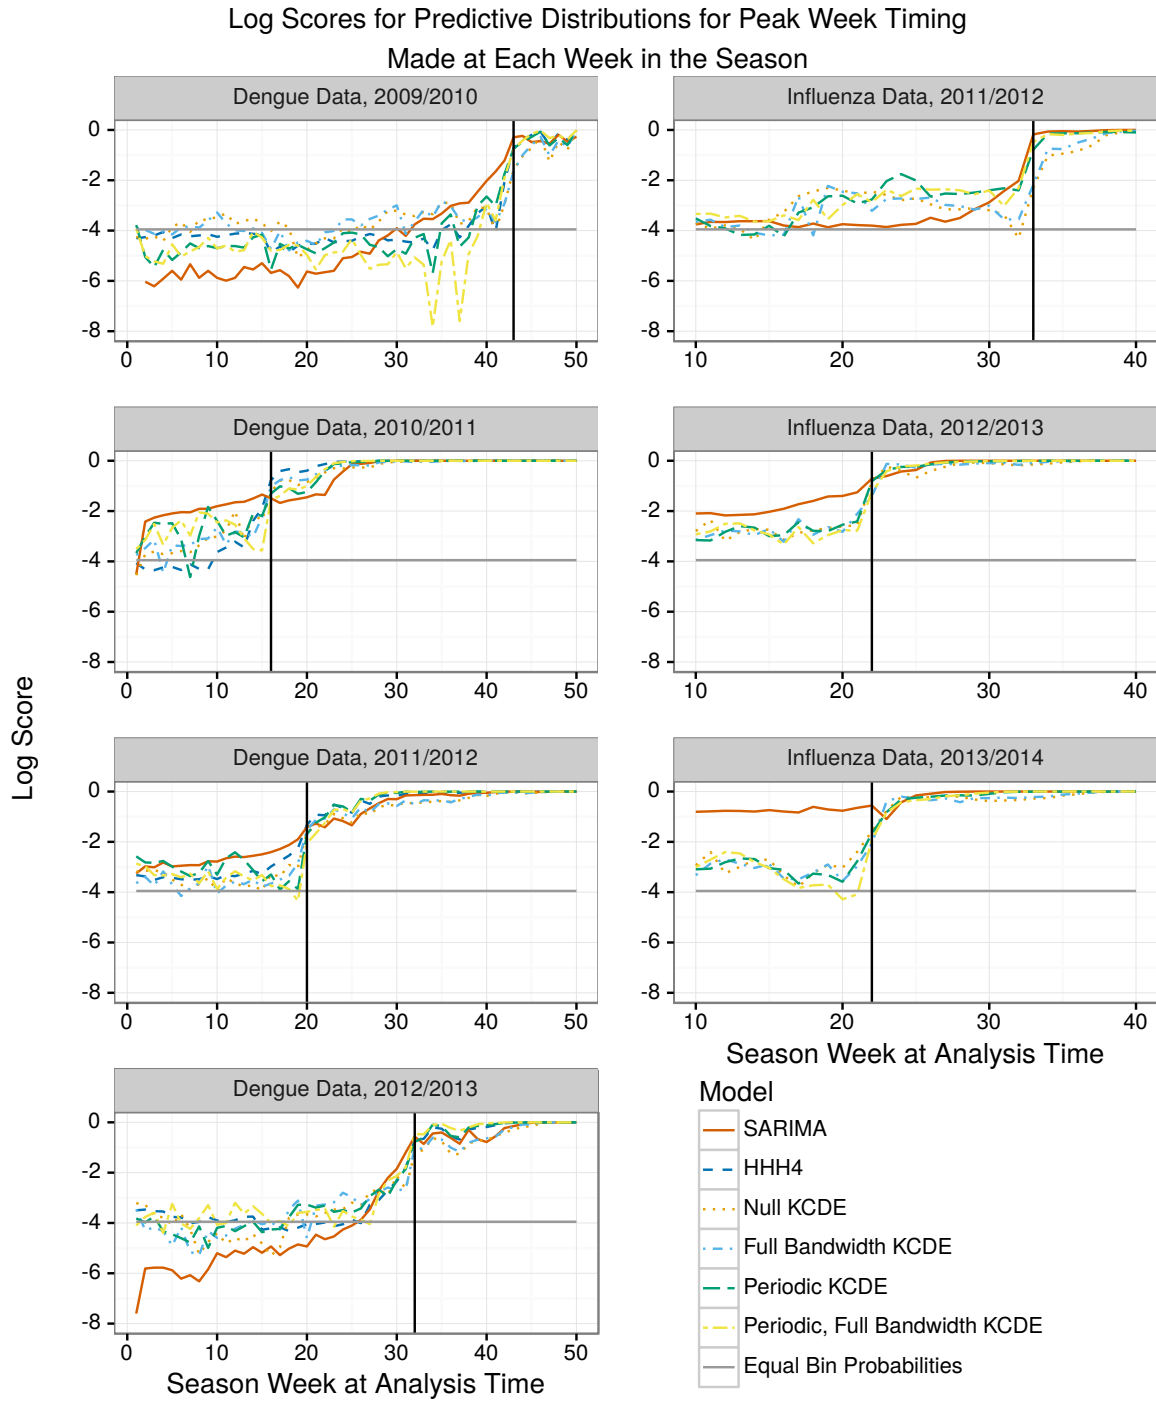 Log Scores for Predictive Distributions for Peak Week Timing
Made at Each Week in the Season
Dengue Data, 2009/2010
0
-2
-4
-6
-8
0 10 20 30 40 50
Influenza Data, 2011/2012
0
-2
-4
-6
-8
10 20 30 40
Dengue Data, 2010/2011
0
-2
-4
-6
-8
0 10 20 30 40 50
Influenza Data, 2012/2013
0
-2
-4
-6
-8
10 20 30 40
Log Score
Dengue Data, 2011/2012
0
-2
-4
-6
-8
0 10 20 30 40 50
Influenza Data, 2013/2014
0
-2
-4
-6
-8
10 20 30 40
Season Week at Analysis Time
Dengue Data, 2012/2013
0
-2
-4
-6
-8
0 10 20 30 40 50
Season Week at Analysis Time
Model
SARIMA
HHH4
Null KCDE
Full Bandwidth KCDE
Periodic KCDE
Periodic, Full Bandwidth KCDE
Equal Bin Probabilities